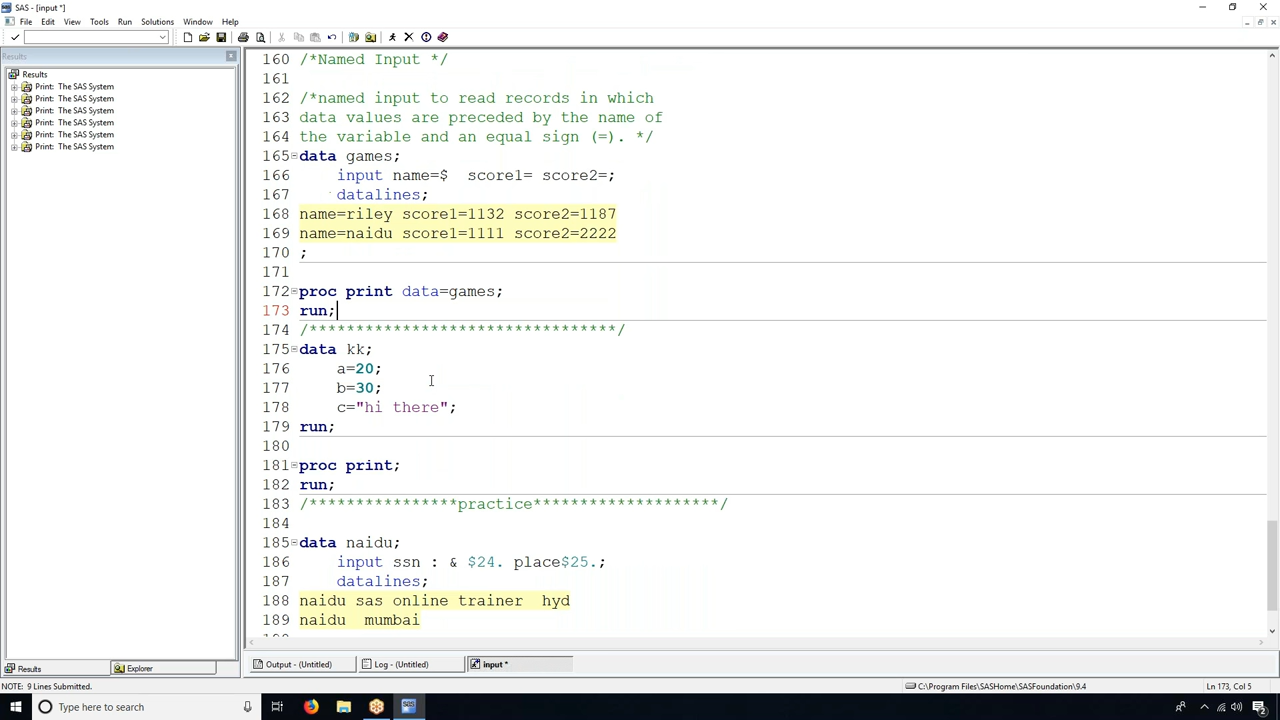 SAS - [input *]
File Edit View Tools Run Solutions Window Help
Results
Results
Print: The SAS System
Print: The SAS System
Print: The SAS System
Print: The SAS System
Print: The SAS System
Print: The SAS System
160 /*Named Input */
161
162 /*named input to read records in which
163 data values are preceded by the name of
164 the variable and an equal sign (=). */
165 data games;
166 input name=$ score1= score2=;
167 datalines;
168 name=riley score1=1132 score2=1187
169 name=naidu score1=1111 score2=2222
170 ;
171
172 proc print data=games;
173 run;
174 /*********************************/
175 data kk;
176 a=20;
177 b=30;
178 c="hi there";
179 run;
180
181 proc print;
182 run;
183 /****************practice********************/
184
185 data naidu;
186 input ssn : & $24. place$25.;
187 datalines;
188 naidu sas online trainer  hyd
189 naidu  mumbai
Results Explorer Output - (Untitled) Log - (Untitled) input *
NOTE: 9 Lines Submitted. C:\Program Files\SASHome\SASFoundation\9.4 Ln 173, Col 5
Type here to search